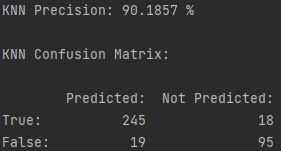 KNN Precision: 90.1857 %
KNN Confusion Matrix:
Predicted: Not Predicted:
True: 245 18
False: 19 95